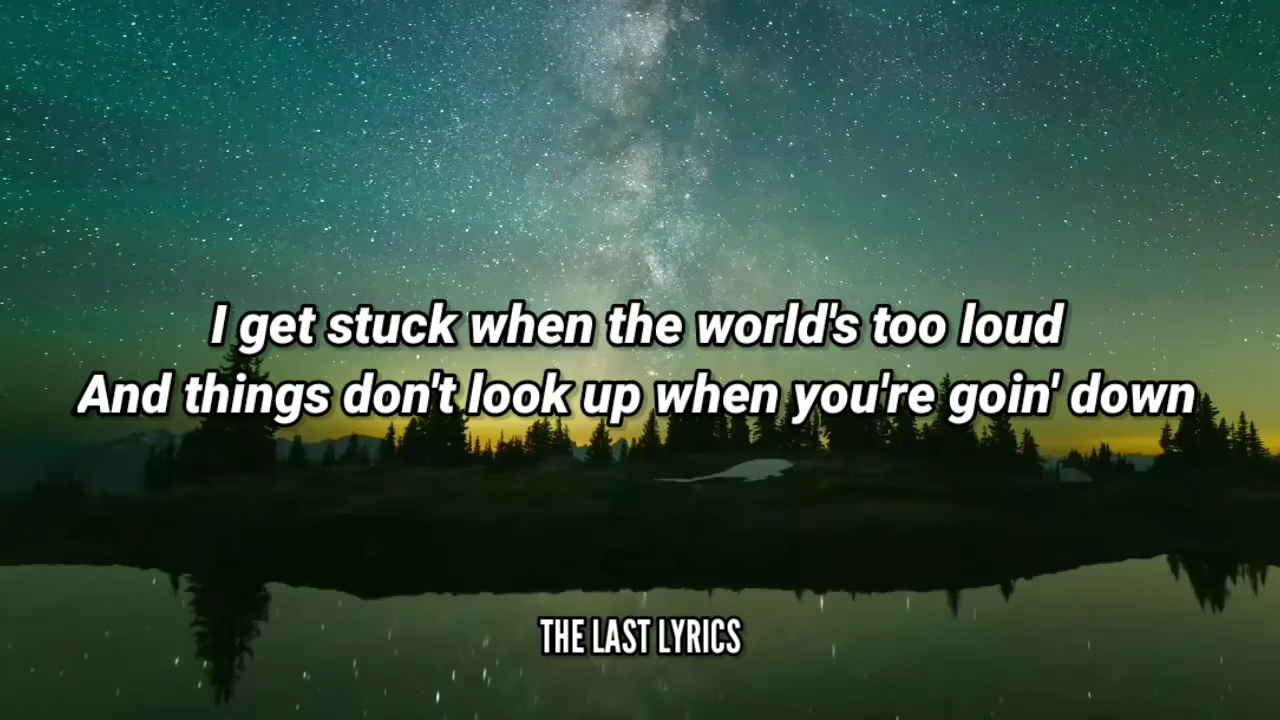 I get stuck when the world's too loud
And things don't look up when you're goin' down
THE LAST LYRICS